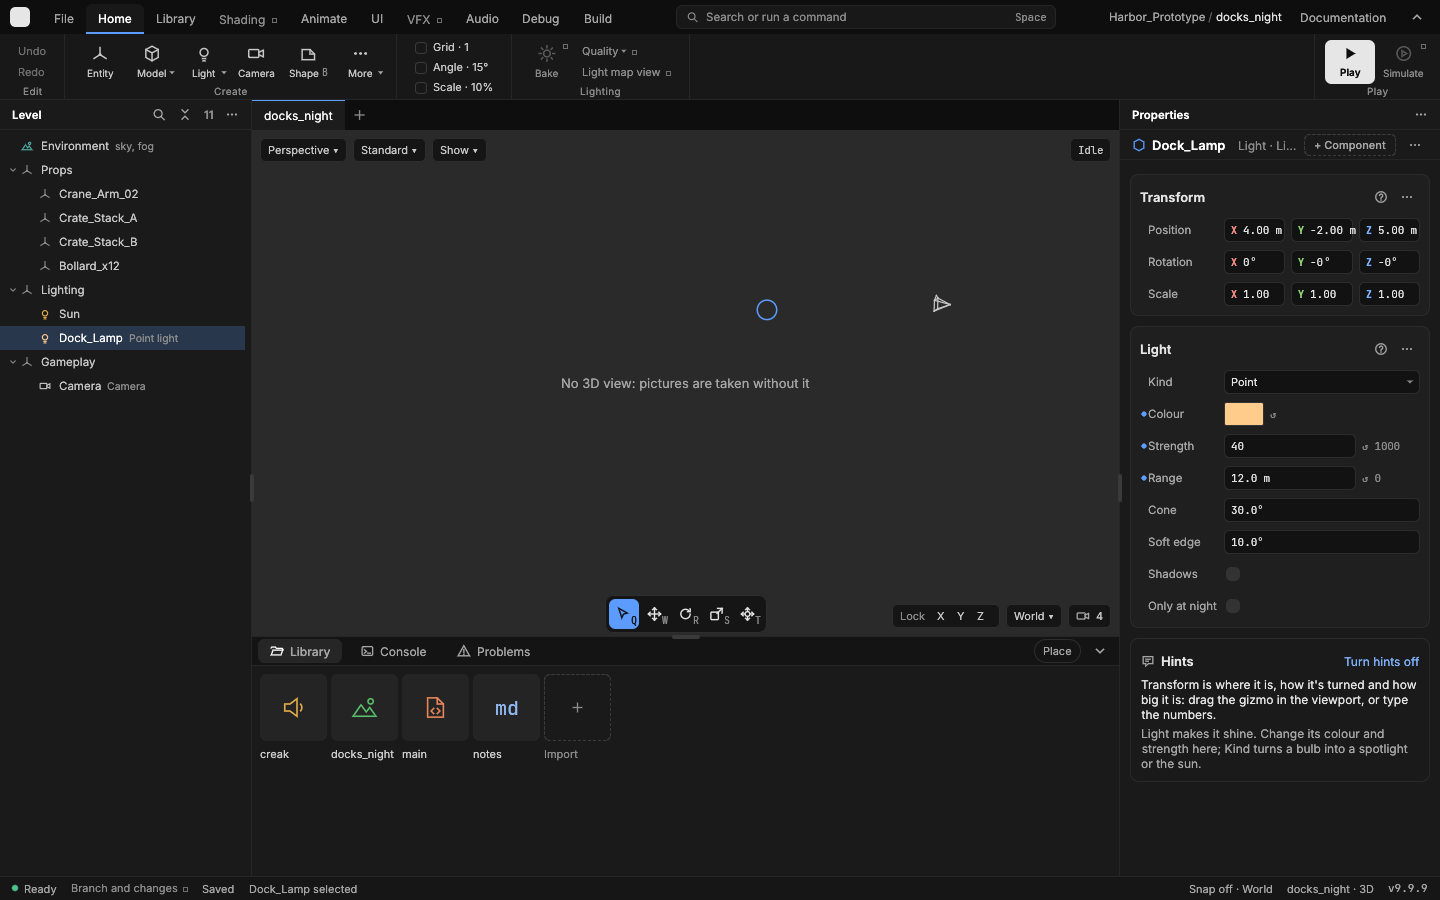 File Home Library Shading Animate UI VFX Audio Debug Build
Search or run a command Space
Harbor_Prototype / docks_night Documentation
Undo
Redo
Edit
Entity Model Light Camera Shape B More
Create
Grid · 1
Angle · 15°
Scale · 10%
Bake
Quality
Light map view
Lighting
Play Simulate
Play
Level 11
Environment sky, fog
Props
Crane_Arm_02
Crate_Stack_A
Crate_Stack_B
Bollard_x12
Lighting
Sun
Dock_Lamp Point light
Gameplay
Camera Camera
docks_night
Perspective Standard Show Idle
No 3D view: pictures are taken without it
Q W R S T
Lock X Y Z World 4
Library Console Problems Place
creak
docks_night
main
md
notes
Import
Properties
Dock_Lamp Light · Li... + Component
Transform
Position X 4.00 m Y -2.00 m Z 5.00 m
Rotation X 0° Y -0° Z -0°
Scale X 1.00 Y 1.00 Z 1.00
Light
Kind Point
Colour
Strength 40 1000
Range 12.0 m 0
Cone 30.0°
Soft edge 10.0°
Shadows
Only at night
Hints Turn hints off
Transform is where it is, how it's turned and how
big it is: drag the gizmo in the viewport, or type
the numbers.
Light makes it shine. Change its colour and
strength here; Kind turns a bulb into a spotlight
or the sun.
Ready Branch and changes Saved Dock_Lamp selected
Snap off · World docks_night · 3D v9.9.9